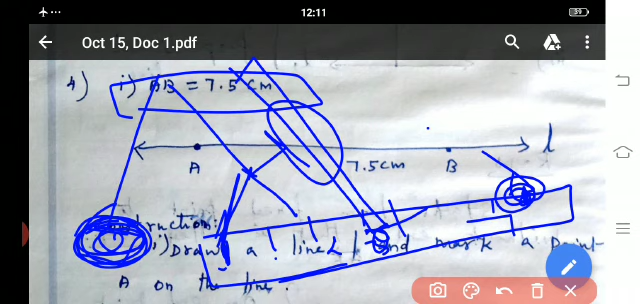 12:11
39
Oct 15, Doc 1.pdf
4) i) AB = 7.5 cm
l
A 7.5cm B
i) Draw a line l and mark a point
A on the line.